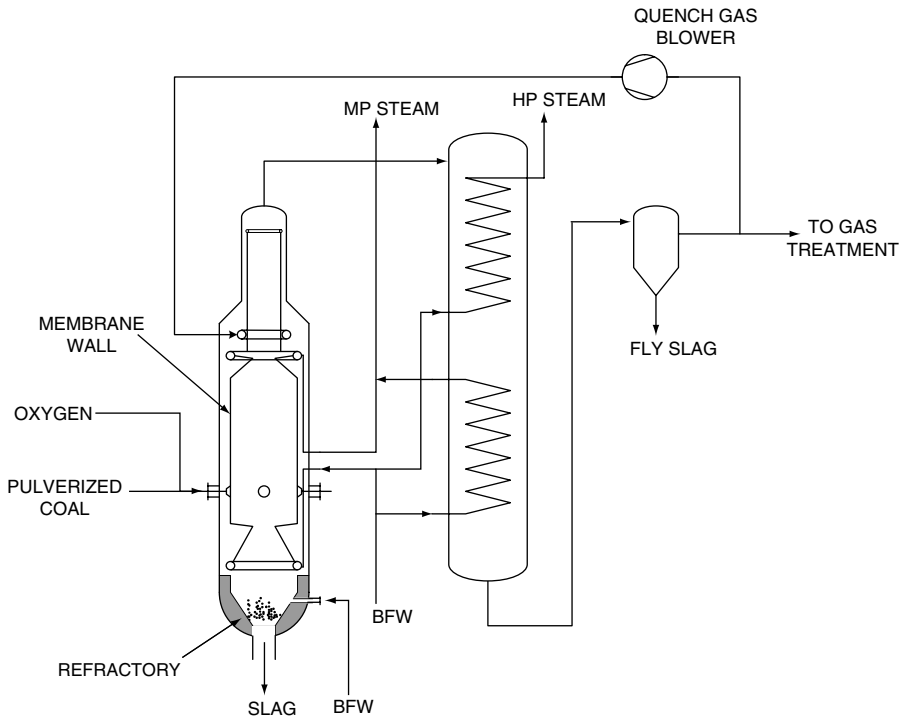 QUENCH GAS
BLOWER
MP STEAM
HP STEAM
TO GAS
TREATMENT
MEMBRANE
WALL
FLY SLAG
OXYGEN
PULVERIZED
COAL
BFW
REFRACTORY
SLAG
BFW